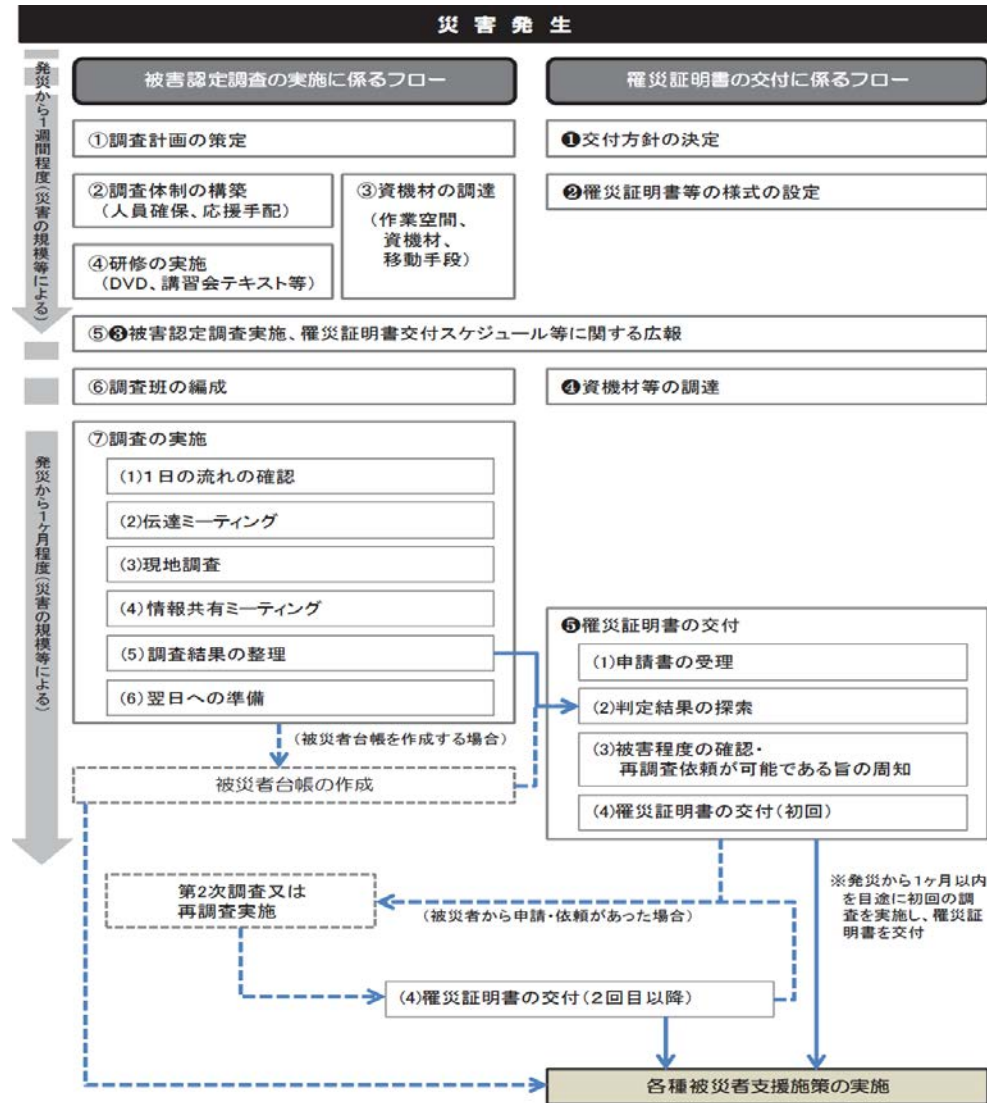 災害発生
発災から1週間程度(災害の規模等による)
被害認定調査の実施に係るフロー
罹災証明書の交付に係るフロー
①調査計画の策定
❶交付方針の決定
②調査体制の構築
(人員確保、応援手配)
③資機材の調達
(作業空間、
資機材、
移動手段)
❷罹災証明書等の様式の設定
④研修の実施
(DVD、講習会テキスト等)
⑤❸被害認定調査実施、罹災証明書交付スケジュール等に関する広報
⑥調査班の編成
❹資機材等の調達
発災から1ヶ月程度(災害の規模等による)
⑦調査の実施
(1)1日の流れの確認
(2)伝達ミーティング
(3)現地調査
(4)情報共有ミーティング
(5)調査結果の整理
(6)翌日への準備
❺罹災証明書の交付
(1)申請書の受理
(2)判定結果の探索
(3)被害程度の確認・
再調査依頼が可能である旨の周知
(4)罹災証明書の交付(初回)
(被災者台帳を作成する場合)
被災者台帳の作成
第2次調査又は
再調査実施
(被災者から申請・依頼があった場合)
※発災から1ヶ月以内
を目途に初回の調
査を実施し、罹災証
明書を交付
(4)罹災証明書の交付(2回目以降)
各種被災者支援施策の実施